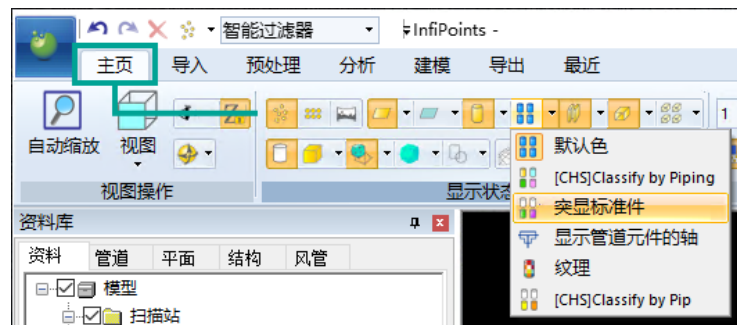 智能过滤器 InfiPoints -
主页 导入 预处理 分析 建模 导出 最近
自动缩放 视图 1
视图操作 显示状态
默认色
[CHS]Classify by Piping
突显标准件
显示管道元件的轴
纹理
[CHS]Classify by Pip
资料库
资料 管道 平面 结构 风管
模型
扫描站